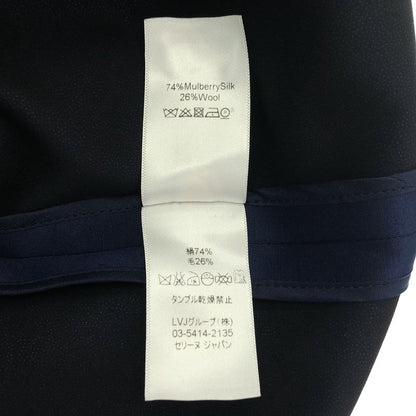 74%MulberrySilk
26%Wool
絹74%
毛26%
タンブル乾燥禁止
LVJグループ(株)
03-5414-2135
セリーヌ ジャパン